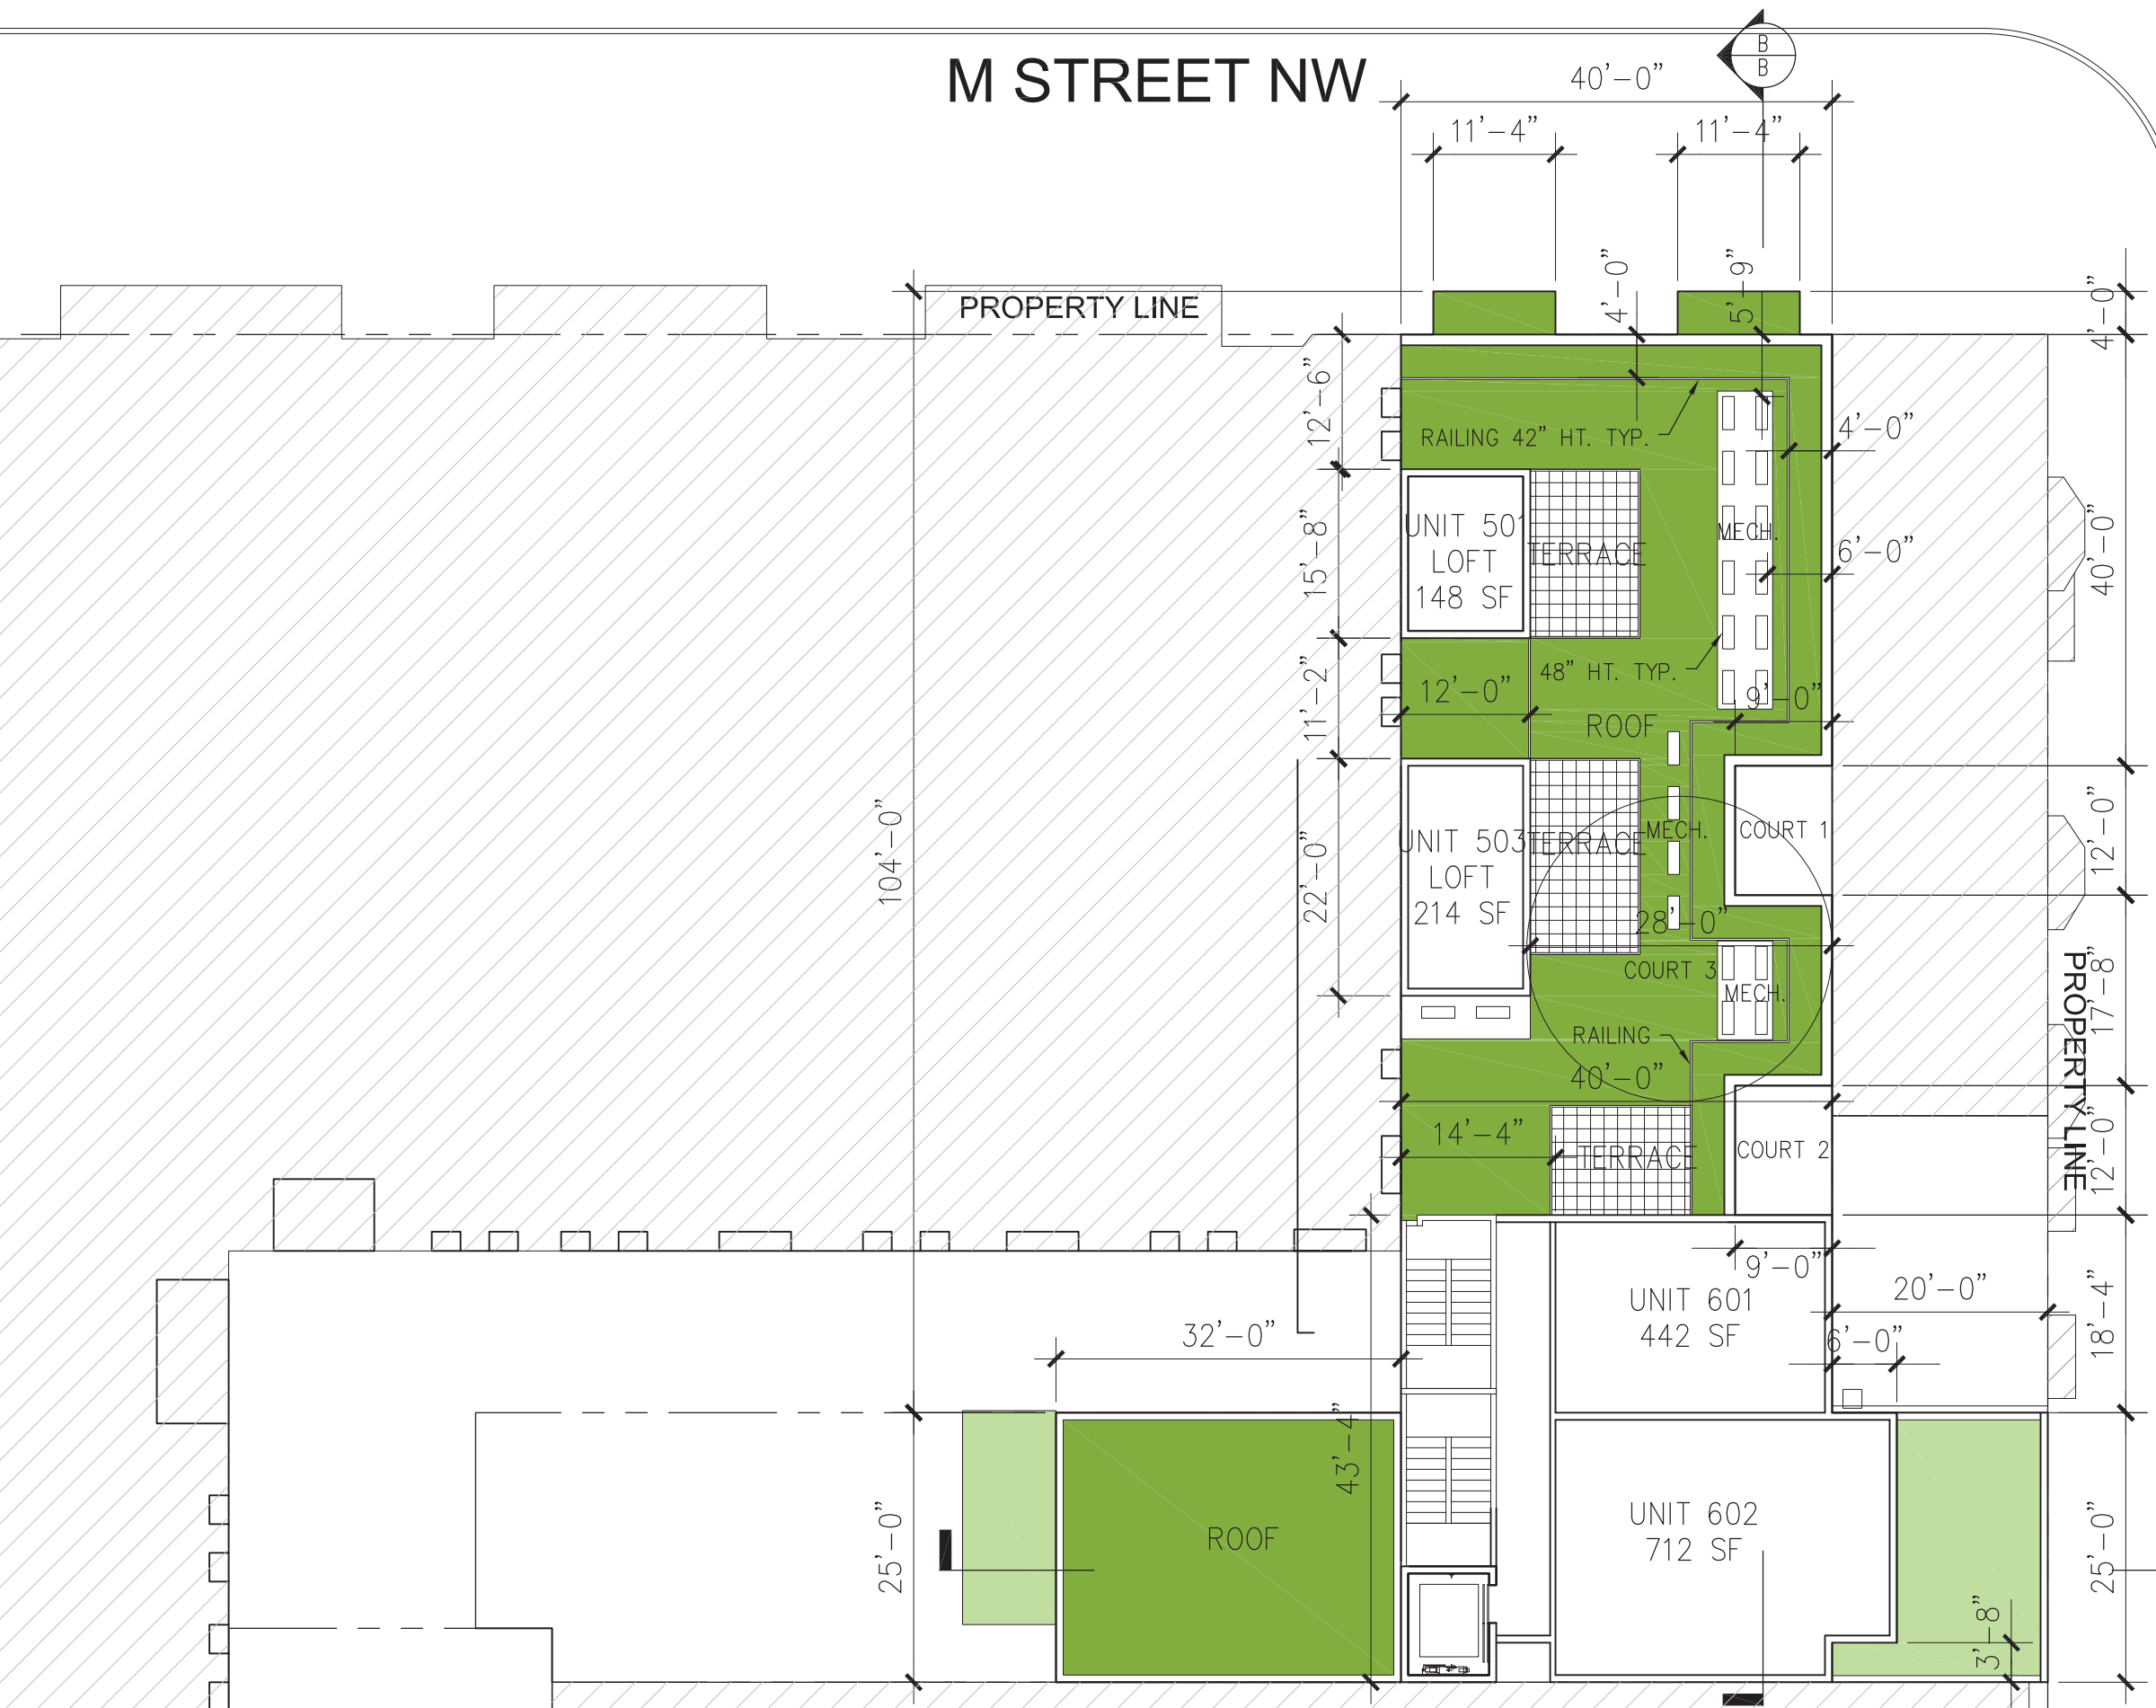 B
B
M STREET NW
40'-0"
11'-4"
11'-4"
PROPERTY LINE
4'-0"
5'-9"
4'-0"
12'-6"
RAILING 42" HT. TYP.
4'-0"
UNIT 501
LOFT
148 SF
TERRACE
MECH.
15'-8"
6'-0"
40'-0"
48" HT. TYP.
11'-2"
12'-0"
9'-0"
ROOF
104'-0"
22'-0"
UNIT 503
LOFT
214 SF
TERRACE
MECH.
COURT 1
12'-0"
28'-0"
COURT 3
MECH.
17'-8"
PROPERTY LINE
RAILING
40'-0"
14'-4"
TERRACE
COURT 2
12'-0"
9'-0"
20'-0"
UNIT 601
442 SF
18'-4"
32'-0"
6'-0"
43'-4"
25'-0"
ROOF
UNIT 602
712 SF
25'-0"
3'-8"